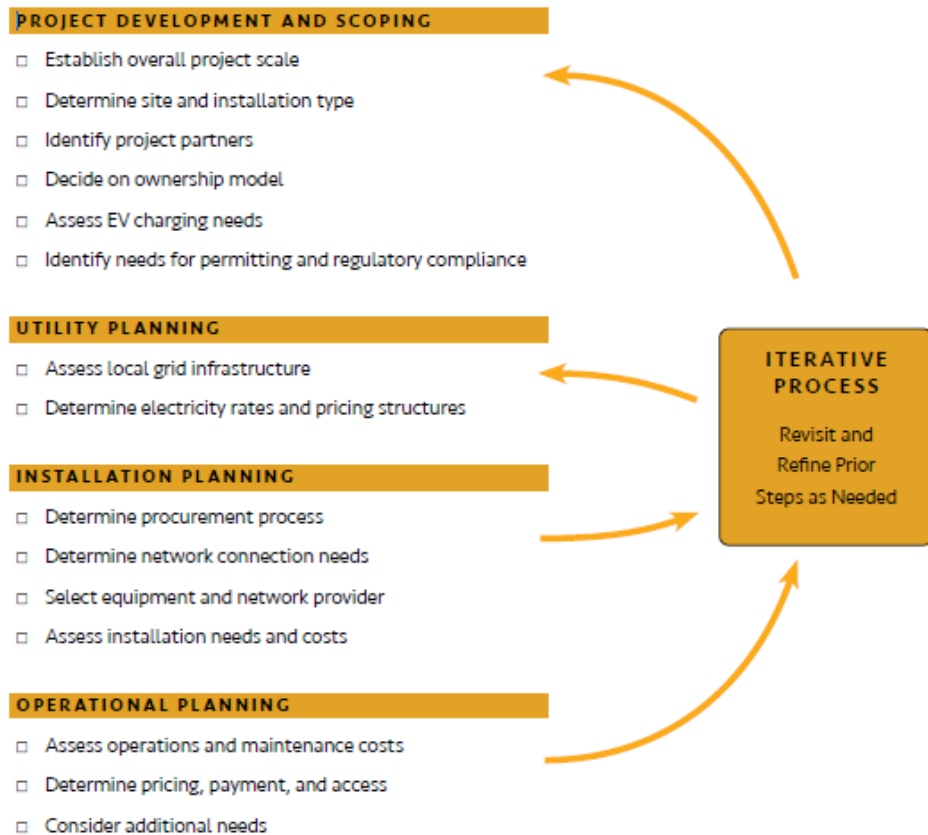 PROJECT DEVELOPMENT AND SCOPING
□ Establish overall project scale
□ Determine site and installation type
□ Identify project partners
□ Decide on ownership model
□ Assess EV charging needs
□ Identify needs for permitting and regulatory compliance
UTILITY PLANNING
□ Assess local grid infrastructure
□ Determine electricity rates and pricing structures
INSTALLATION PLANNING
□ Determine procurement process
□ Determine network connection needs
□ Select equipment and network provider
□ Assess installation needs and costs
OPERATIONAL PLANNING
□ Assess operations and maintenance costs
□ Determine pricing, payment, and access
□ Consider additional needs
ITERATIVE
PROCESS
Revisit and
Refine Prior
Steps as Needed